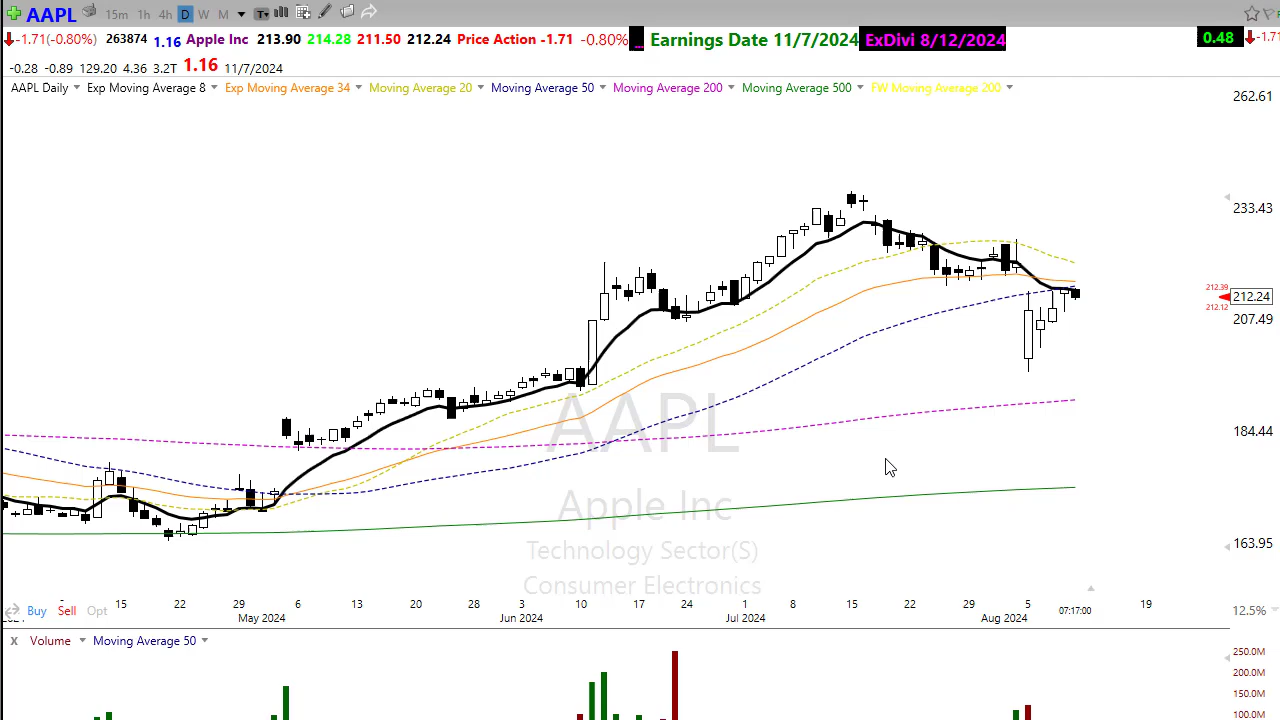 AAPL 15m 1h 4h D W M T
-1.71(-0.80%) 263874 1.16 Apple Inc 213.90 214.28 211.50 212.24 Price Action -1.71 -0.80% ... Earnings Date 11/7/2024 ExDivi 8/12/2024 0.48 -1.71
-0.28 -0.89 129.20 4.36 3.2T 1.16 11/7/2024
AAPL Daily Exp Moving Average 8 Exp Moving Average 34 Moving Average 20 Moving Average 50 Moving Average 200 Moving Average 500 FW Moving Average 200
262.61
233.43
212.39
212.24
212.12
207.49
AAPL
184.44
Apple Inc
Technology Sector(S)
163.95
Consumer Electronics
15 22 29 6 13 20 28 3 10 17 24 1 8 15 22 29 5 07:17:00 19
Buy Sell Opt
12.5%
May 2024 Jun 2024 Jul 2024 Aug 2024
X Volume Moving Average 50
250.0M
200.0M
150.0M
100.0M